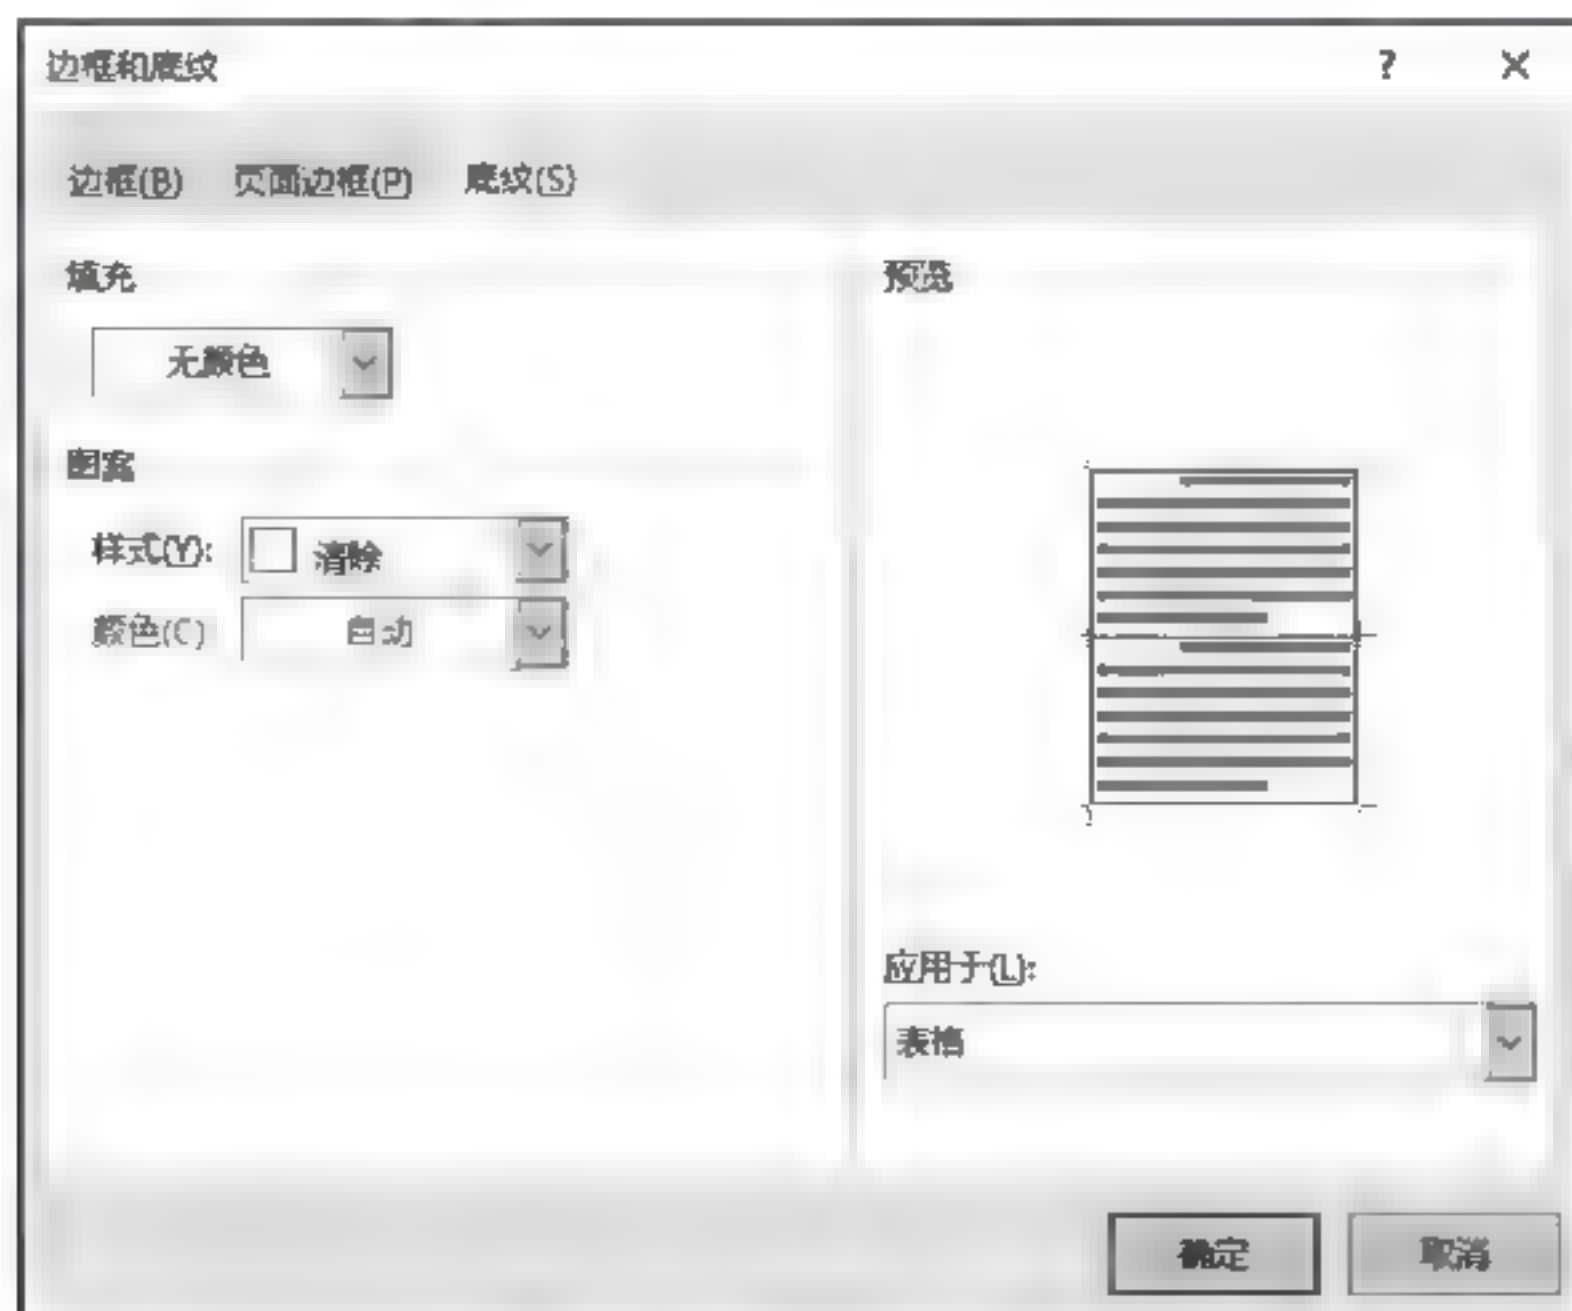 边框和底纹 ? ×
边框(B) 页面边框(P) 底纹(S)
填充
无颜色
图案
样式(Y): 清除
颜色(C) 自动
预览
应用于(L):
表格
确定 取消